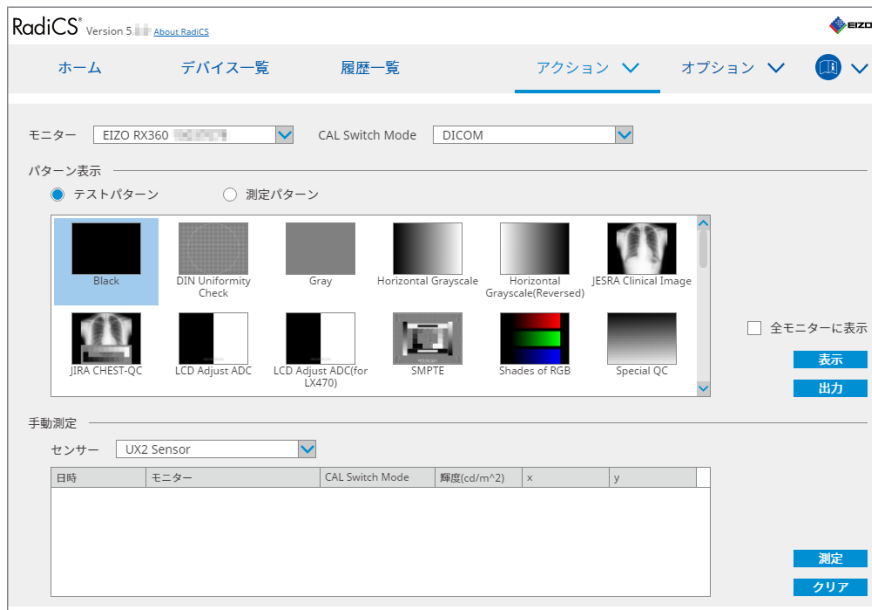 RadiCS® Version 5. About RadiCS
EIZO
ホーム デバイス一覧 履歴一覧 アクション オプション
モニター EIZO RX360 CAL Switch Mode DICOM
パターン表示
テストパターン 測定パターン
Black DIN Uniformity Check Gray Horizontal Grayscale Horizontal Grayscale(Reversed) JESRA Clinical Image
JIRA CHEST-QC LCD Adjust ADC LCD Adjust ADC(for LX470) SMPTE Shades of RGB Special QC
全モニターに表示
表示
出力
手動測定
センサー UX2 Sensor
日時 モニター CAL Switch Mode 輝度(cd/m^2) x y
測定
クリア